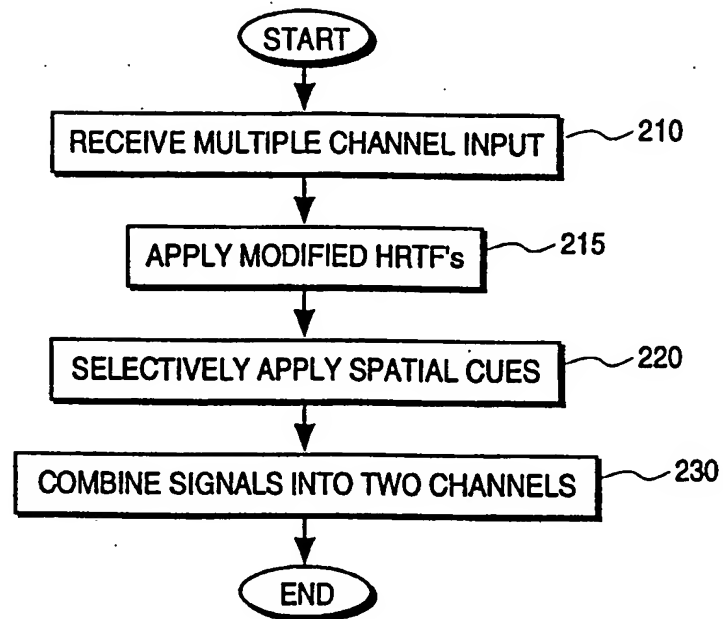 START
RECEIVE MULTIPLE CHANNEL INPUT
210
APPLY MODIFIED HRTF's
215
SELECTIVELY APPLY SPATIAL CUES
220
COMBINE SIGNALS INTO TWO CHANNELS
230
END